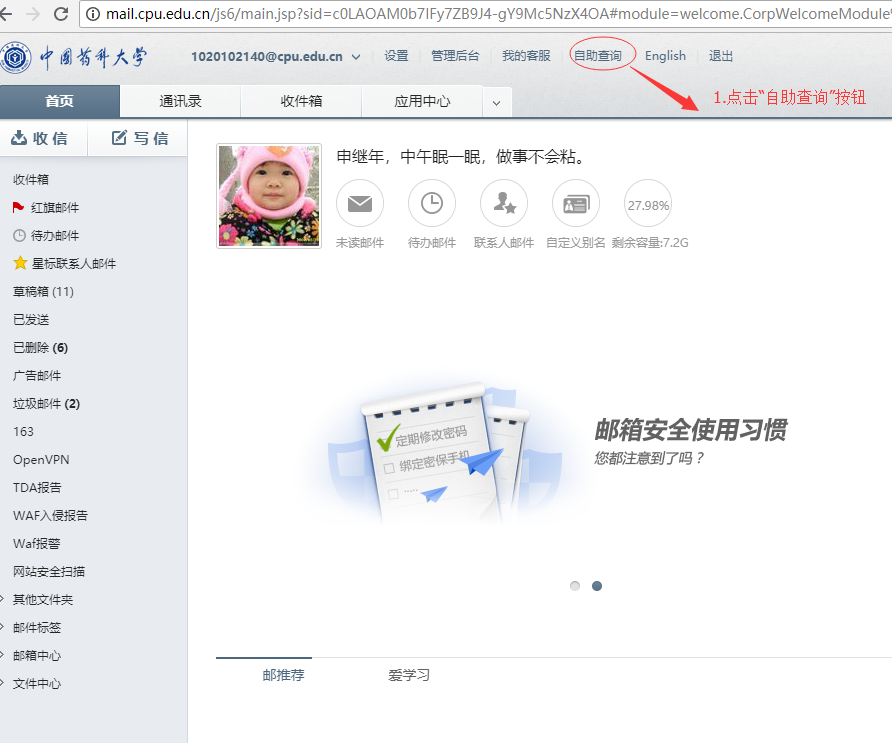 mail.cpu.edu.cn/js6/main.jsp?sid=c0LAOAM0b7IFy7ZB9J4-gY9Mc5NzX4OA#module=welcome.CorpWelcomeModule
中国药科大学
1020102140@cpu.edu.cn 设置 管理后台 我的客服 自助查询 English 退出
1.点击“自助查询”按钮
首页 通讯录 收件箱 应用中心
收信 写信
申继年，中午眠一眠，做事不会粘。
27.98%
未读邮件 待办邮件 联系人邮件 自定义别名 剩余容量:7.2G
收件箱
红旗邮件
待办邮件
星标联系人邮件
草稿箱 (11)
已发送
已删除 (6)
广告邮件
垃圾邮件 (2)
163
OpenVPN
TDA报告
WAF入侵报告
Waf报警
网站安全扫描
其他文件夹
邮件标签
邮箱中心
文件中心
定期修改密码
绑定密保手机
......
邮箱安全使用习惯
您都注意到了吗？
邮推荐 爱学习